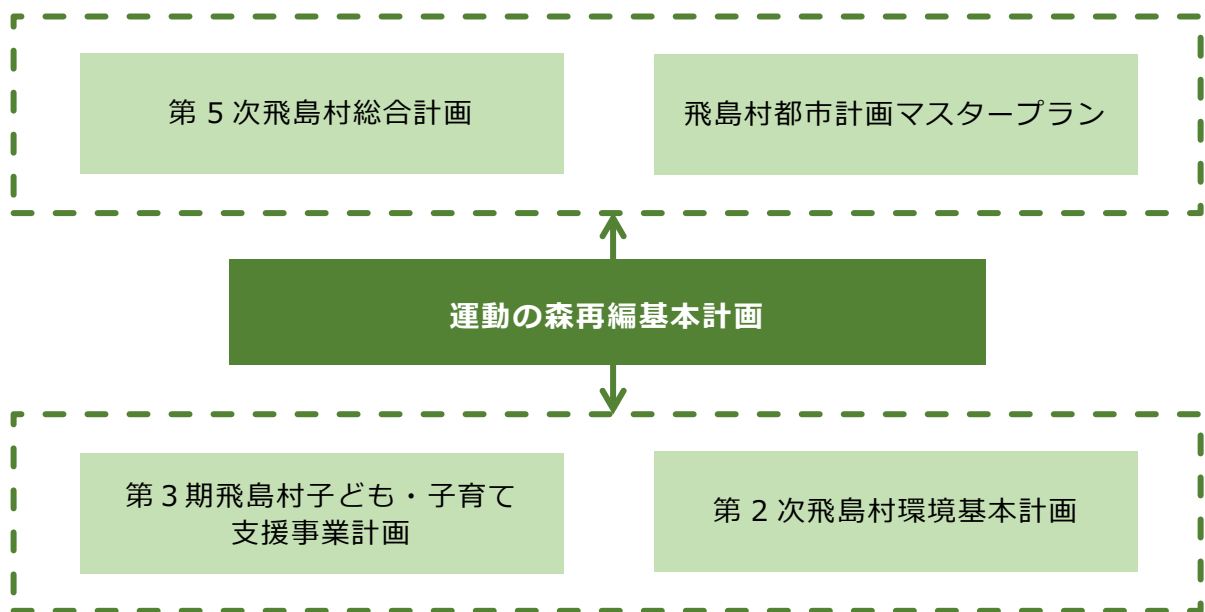 第 5 次飛島村総合計画
飛島村都市計画マスタープラン
運動の森再編基本計画
第３期飛島村子ども・子育て
支援事業計画
第 2 次飛島村環境基本計画